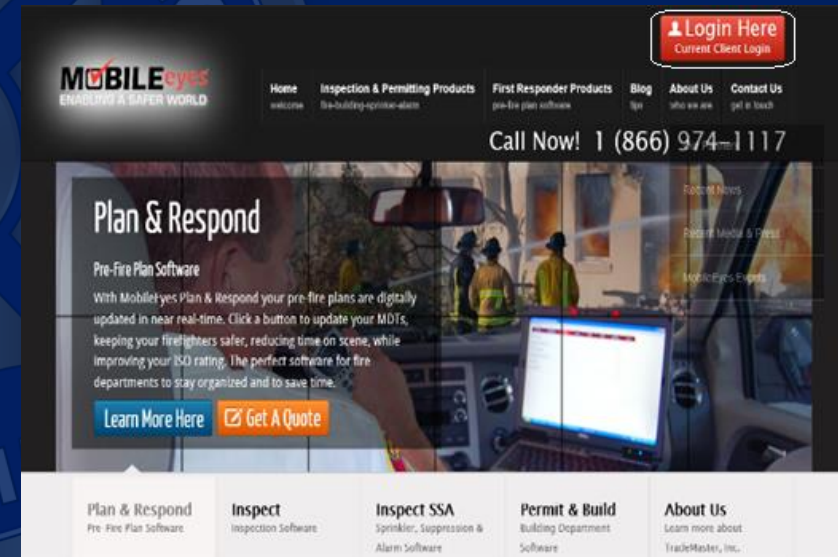 Login Here
Current Client Login
MOBILEeyes
ENABLING A SAFER WORLD
Home
welcome
Inspection & Permitting Products
fire-building-sprinkler-alarm
First Responder Products
pre-fire plan software
Blog
tips
About Us
who we are
Contact Us
get in touch
Call Now! 1 (866) 974-1117
Recent News
Recent Media & Press
MobileEyes Events
Plan & Respond
Pre-Fire Plan Software
With MobileEyes Plan & Respond your pre-fire plans are digitally
updated in near real-time. Click a button to update your MDTs,
keeping your firefighters safer, reducing time on scene, while
improving your ISO rating. The perfect software for fire
departments to stay organized and to save time.
Learn More Here
Get A Quote
Plan & Respond
Pre-Fire Plan Software
Inspect
Inspection Software
Inspect SSA
Sprinkler, Suppression &
Alarm Software
Permit & Build
Building Department
Software
About Us
Learn more about
TradeMaster, Inc.